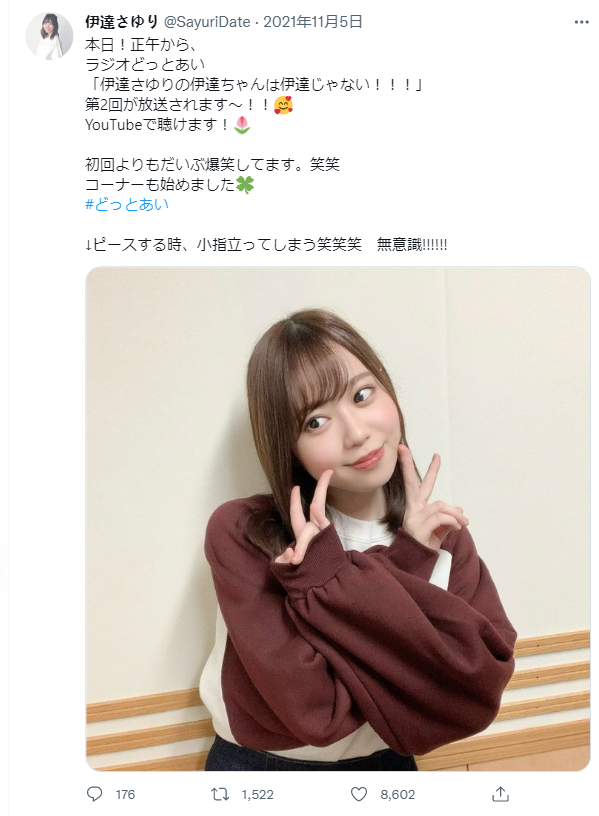 伊達さゆり @SayuriDate · 2021年11月5日
本日！正午から、
ラジオどっとあい
「伊達さゆりの伊達ちゃんは伊達じゃない！！！」
第2回が放送されます〜！！🥰
YouTubeで聴けます！🌷
初回よりもだいぶ爆笑してます。笑笑
コーナーも始めました🍀
#どっとあい
↓ピースする時、小指立ってしまう笑笑笑　無意識!!!!!!
176 1,522 8,602